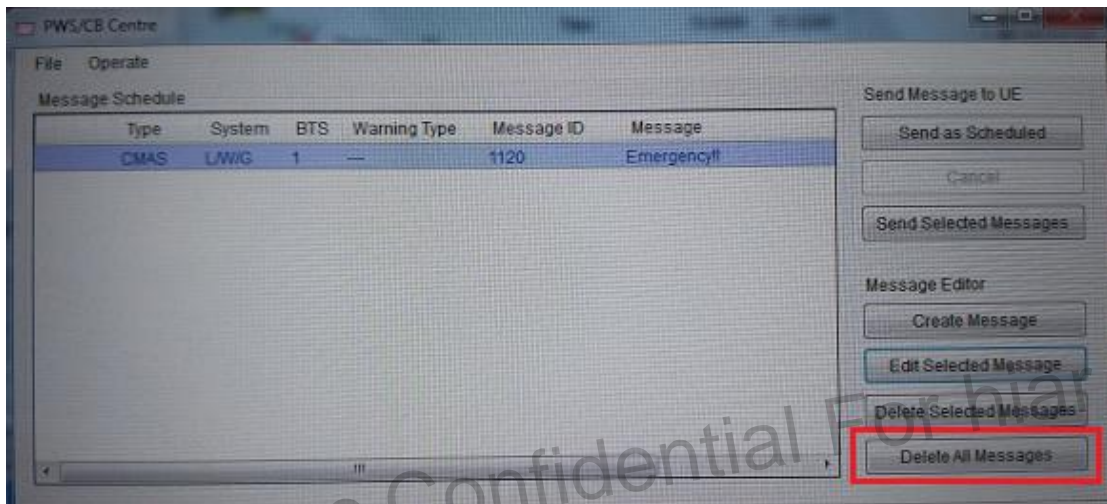 PWS/CB Centre
File Operate
Message Schedule
Type System BTS Warning Type Message ID Message
CMAS L/W/G 1 --- 1120 Emergency!!
Send Message to UE
Send as Scheduled
Cancel
Send Selected Messages
Message Editor
Create Message
Edit Selected Message
Delete Selected Messages
Delete All Messages
Confidential For hiar